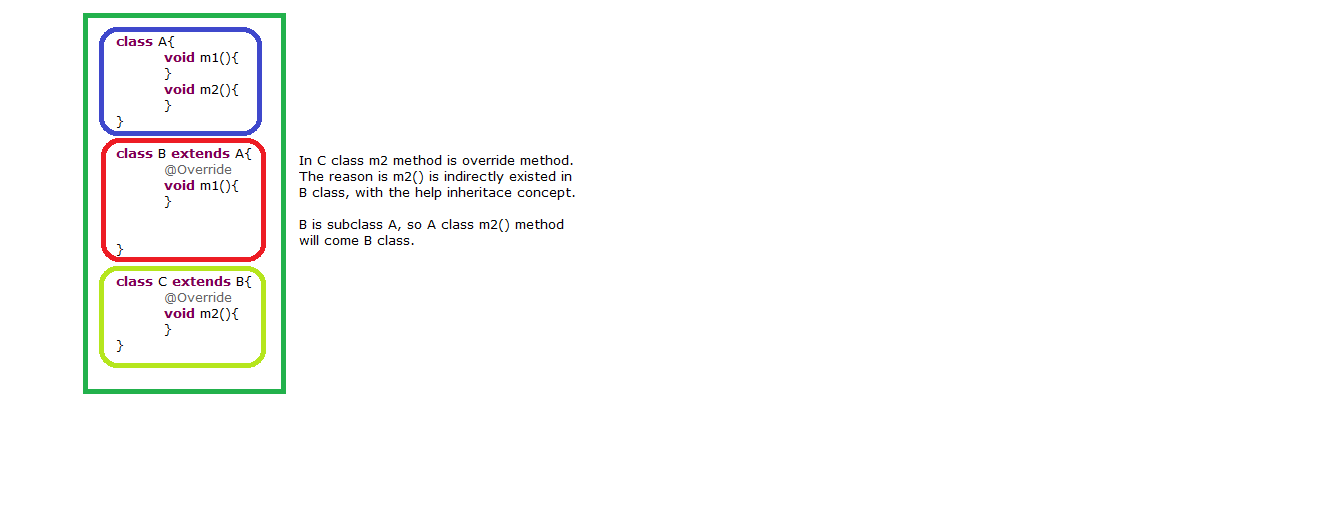 class A{
void m1(){
}
void m2(){
}
}
class B extends A{
@Override
void m1(){
}
}
class C extends B{
@Override
void m2(){
}
}
In C class m2 method is override method.
The reason is m2() is indirectly existed in
B class, with the help inheritace concept.
B is subclass A, so A class m2() method
will come B class.